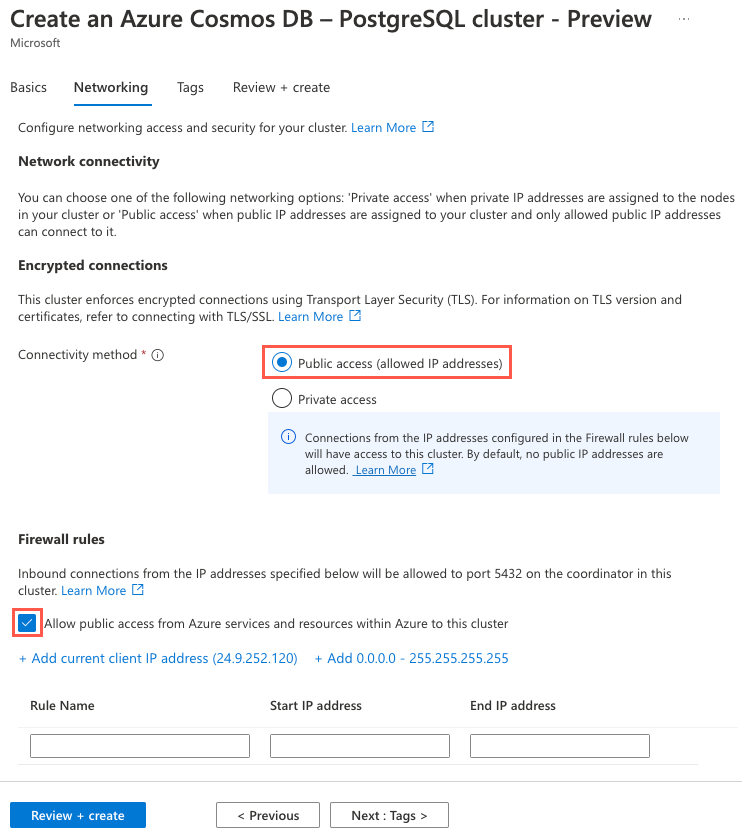 Create an Azure Cosmos DB – PostgreSQL cluster - Preview ...
Microsoft
Basics Networking Tags Review + create
Configure networking access and security for your cluster. Learn More
Network connectivity
You can choose one of the following networking options: 'Private access' when private IP addresses are assigned to the nodes
in your cluster or 'Public access' when public IP addresses are assigned to your cluster and only allowed public IP addresses
can connect to it.
Encrypted connections
This cluster enforces encrypted connections using Transport Layer Security (TLS). For information on TLS version and
certificates, refer to connecting with TLS/SSL. Learn More
Connectivity method *
Public access (allowed IP addresses)
Private access
Connections from the IP addresses configured in the Firewall rules below
will have access to this cluster. By default, no public IP addresses are
allowed. Learn More
Firewall rules
Inbound connections from the IP addresses specified below will be allowed to port 5432 on the coordinator in this
cluster. Learn More
Allow public access from Azure services and resources within Azure to this cluster
+ Add current client IP address (24.9.252.120) + Add 0.0.0.0 - 255.255.255.255
Rule Name Start IP address End IP address
Review + create < Previous Next : Tags >